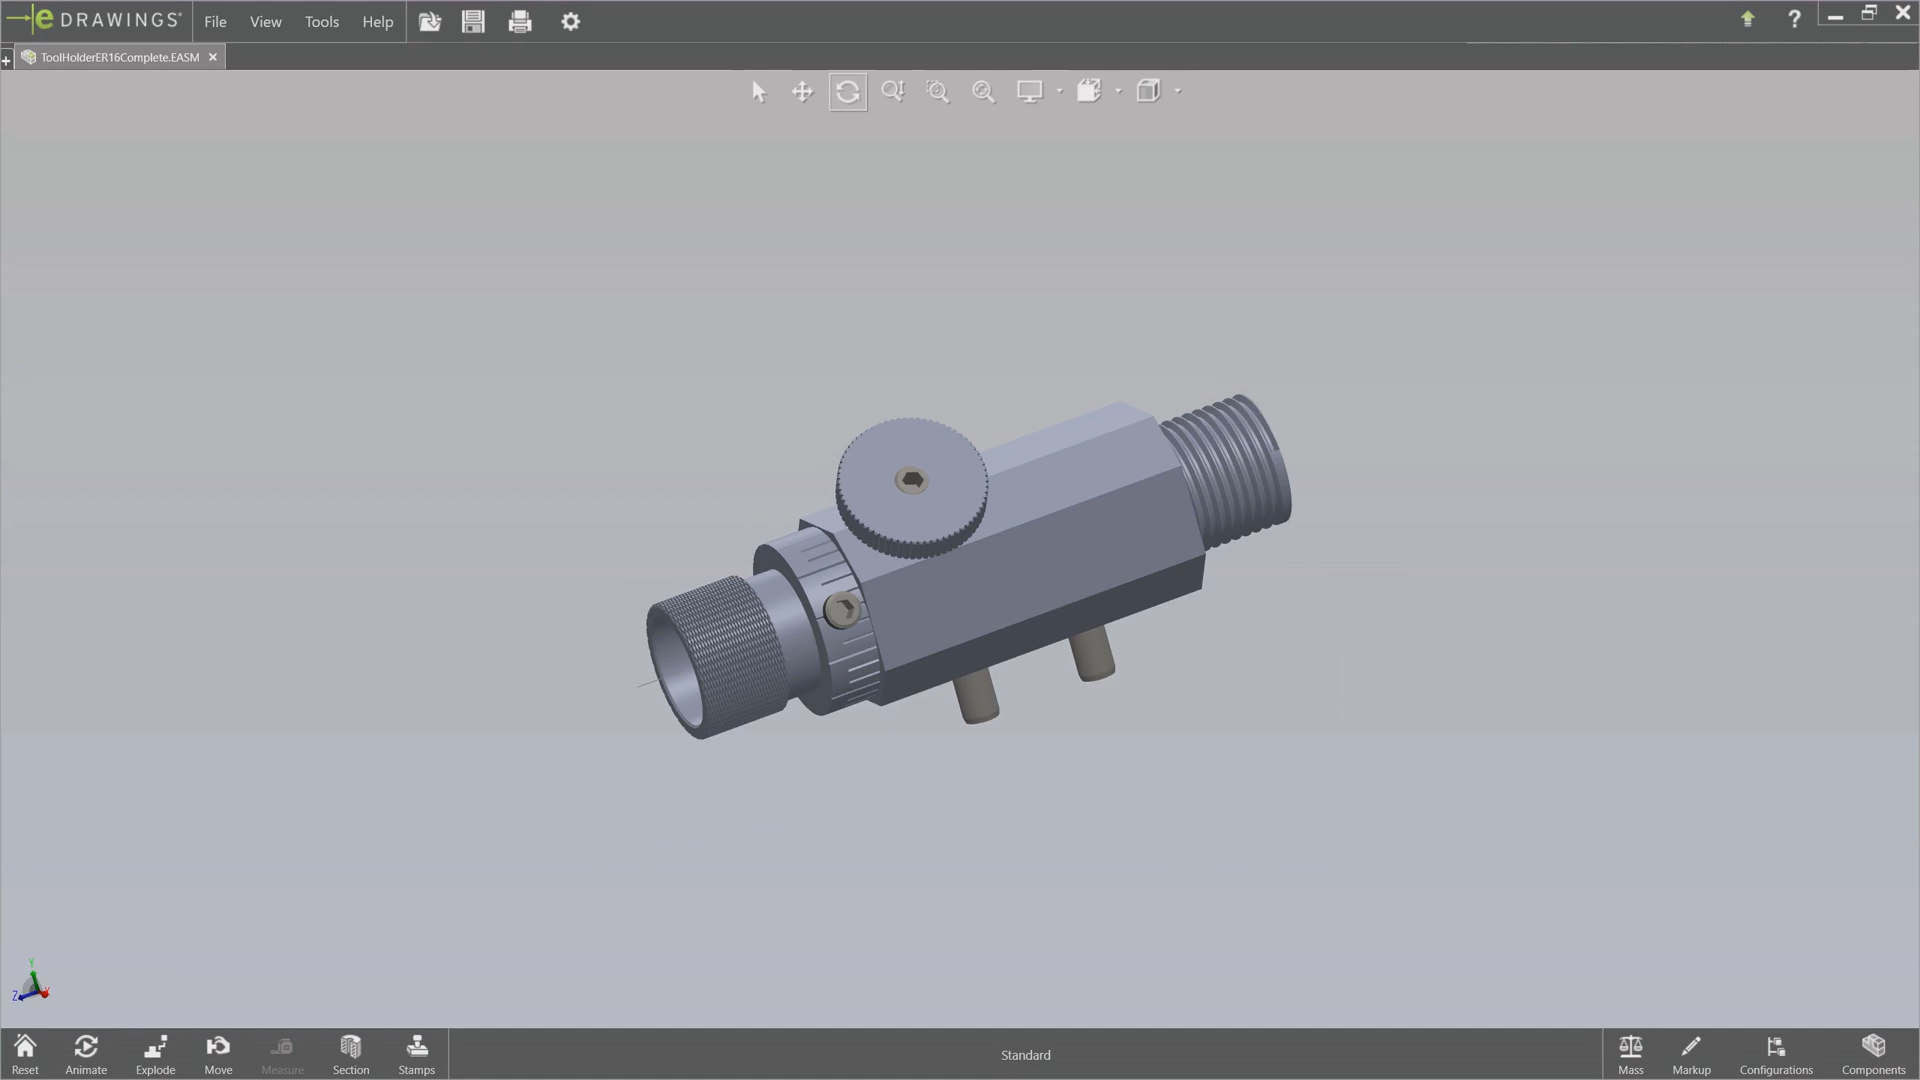 eDRAWINGS®
File View Tools Help
?
ToolHolderER16Complete.EASM
Y
Z
Reset Animate Explode Move Measure Section Stamps
Standard
Mass Markup Configurations Components